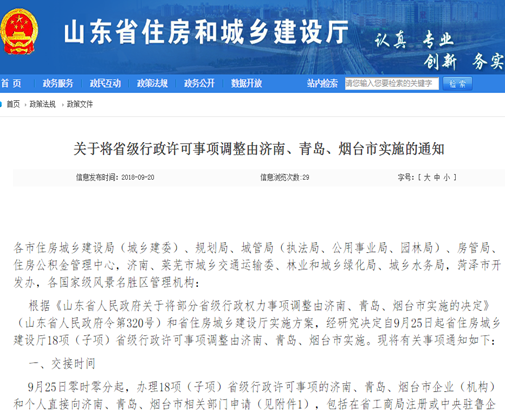 山东省住房和城乡建设厅
认真 专业
创新 务实
首 页 政务服务 政民互动 政策法规 政务公开 数据开放 站内检索 请您输入您要检索的关键字 检 索
首页 > 政策法规 > 政策文件
关于将省级行政许可事项调整由济南、青岛、烟台市实施的通知
信息发布时间：2018-09-20 信息浏览次数:29 字号：[ 大 中 小 ]
各市住房城乡建设局（城乡建委）、规划局、城管局（执法局、公用事业局、园林局）、房管局、
住房公积金管理中心，济南、莱芜市城乡交通运输委、林业和城乡绿化局、城乡水务局，菏泽市开
发办，各国家级风景名胜区管理机构：
根据《山东省人民政府关于将部分省级行政权力事项调整由济南、青岛、烟台市实施的决定》
（山东省人民政府令第320号）和省住房城乡建设厅实施方案，经研究决定自9月25日起省住房城乡
建设厅18项（子项）省级行政许可事项调整由济南、青岛、烟台市实施。现将有关事项通知如下：
一、交接时间
9月25日零时零分起，办理18项（子项）省级行政许可事项的济南、青岛、烟台市企业（机构）
和个人直接向济南、青岛、烟台市相关部门申请（见附件1），包括在省工商局注册或中央驻鲁企